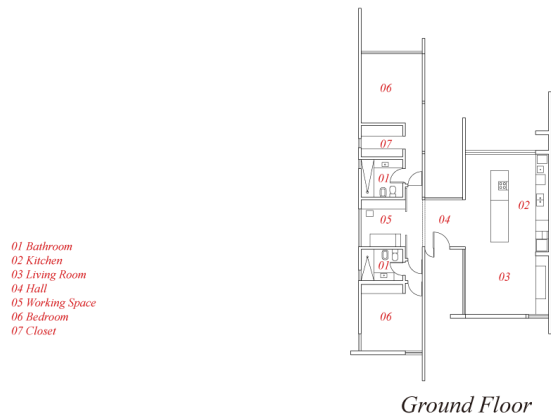 06
07
01
05
04
02
01
03
06
01 Bathroom
02 Kitchen
03 Living Room
04 Hall
05 Working Space
06 Bedroom
07 Closet
Ground Floor